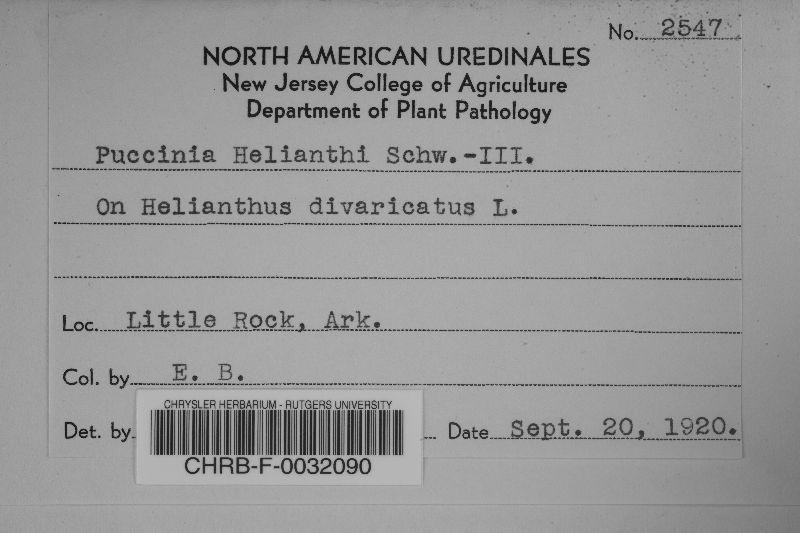 No. 2547
NORTH AMERICAN UREDINALES
New Jersey College of Agriculture
Department of Plant Pathology
Puccinia Helianthi Schw.-III.
On Helianthus divaricatus L.
Loc. Little Rock, Ark.
Col. by E. B.
Det. by
Date Sept. 20, 1920.
CHRYSLER HERBARIUM - RUTGERS UNIVERSITY
CHRB-F-0032090